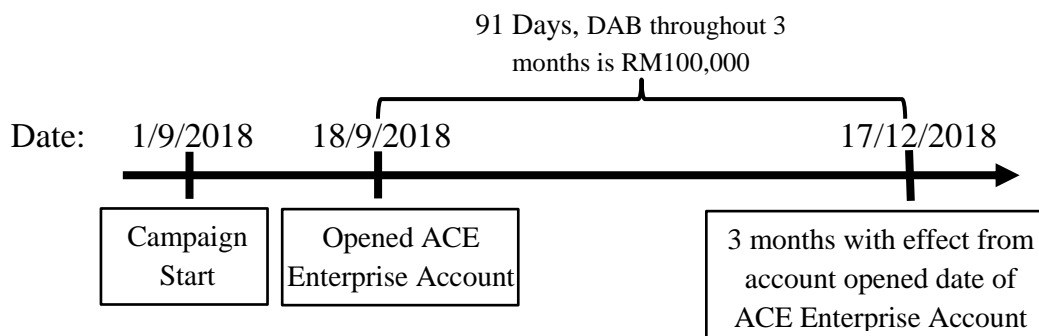 91 Days, DAB throughout 3
months is RM100,000
Date: 1/9/2018 18/9/2018 17/12/2018
Campaign
Start
Opened ACE
Enterprise Account
3 months with effect from
account opened date of
ACE Enterprise Account